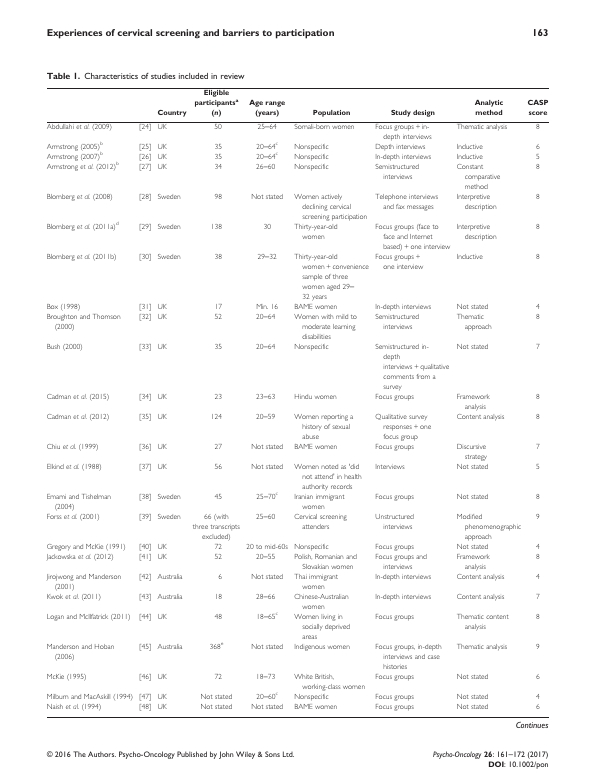 Experiences of cervical screening and barriers to participation 163
Table 1. Characteristics of studies included in review
Eligible
participantsᵃ Age range Analytic CASP
Country (n) (years) Population Study design method score
Abdullahi et al. (2009) [24] UK 50 25–64 Somali-born women Focus groups + in- Thematic analysis 8
depth interviews
Armstrong (2005)ᵇ [25] UK 35 20–64ᶜ Nonspecific Depth interviews Inductive 6
Armstrong (2007)ᵇ [26] UK 35 20–64ᶜ Nonspecific In-depth interviews Inductive 5
Armstrong et al. (2012)ᵇ [27] UK 34 26–60 Nonspecific Semistructured Constant 8
interviews comparative
method
Blomberg et al. (2008) [28] Sweden 98 Not stated Women actively Telephone interviews Interpretive 8
declining cervical and fax messages description
screening participation
Blomberg et al. (2011a)ᵈ [29] Sweden 138 30 Thirty-year-old Focus groups (face to Interpretive 8
women face and Internet description
based) + one interview
Blomberg et al. (2011b) [30] Sweden 38 29–32 Thirty-year-old Focus groups + Inductive 8
women + convenience one interview
sample of three
women aged 29–
32 years
Box (1998) [31] UK 17 Min. 16 BAME women In-depth interviews Not stated 4
Broughton and Thomson [32] UK 52 20–64 Women with mild to Semistructured Thematic 8
(2000) moderate learning interviews approach
disabilities
Bush (2000) [33] UK 35 20–64 Nonspecific Semistructured in- Not stated 7
depth
interviews + qualitative
comments from a
survey
Cadman et al. (2015) [34] UK 23 23–63 Hindu women Focus groups Framework 8
analysis
Cadman et al. (2012) [35] UK 124 20–59 Women reporting a Qualitative survey Content analysis 8
history of sexual responses + one
abuse focus group
Chiu et al. (1999) [36] UK 27 Not stated BAME women Focus groups Discursive 7
strategy
Elkind et al. (1988) [37] UK 56 Not stated Women noted as 'did Interviews Not stated 5
not attend' in health
authority records
Emami and Tishelman [38] Sweden 45 25–70ᶜ Iranian immigrant Focus groups Not stated 8
(2004) women
Forss et al. (2001) [39] Sweden 66 (with 25–60 Cervical screening Unstructured Modified 9
three transcripts attenders interviews phenomenographic
excluded) approach
Gregory and McKie (1991) [40] UK 72 20 to mid-60s Nonspecific Focus groups Not stated 4
Jackowska et al. (2012) [41] UK 52 20–55 Polish, Romanian and Focus groups and Framework 8
Slovakian women interviews analysis
Jirojwong and Manderson [42] Australia 6 Not stated Thai immigrant In-depth interviews Content analysis 4
(2001) women
Kwok et al. (2011) [43] Australia 18 28–66 Chinese-Australian In-depth interviews Content analysis 7
women
Logan and McIlfatrick (2011) [44] UK 48 18–65ᶜ Women living in Focus groups Thematic content 8
socially deprived analysis
areas
Manderson and Hoban [45] Australia 368ᵉ Not stated Indigenous women Focus groups, in-depth Thematic analysis 9
(2006) interviews and case
histories
McKie (1995) [46] UK 72 18–73 White British, Focus groups Not stated 6
working-class women
Milburn and MacAskill (1994) [47] UK Not stated 20–60ᶜ Nonspecific Focus groups Not stated 4
Naish et al. (1994) [48] UK Not stated Not stated BAME women Focus groups Not stated 6
Continues
© 2016 The Authors. Psycho-Oncology Published by John Wiley & Sons Ltd. Psycho-Oncology 26: 161–172 (2017)
DOI: 10.1002/pon